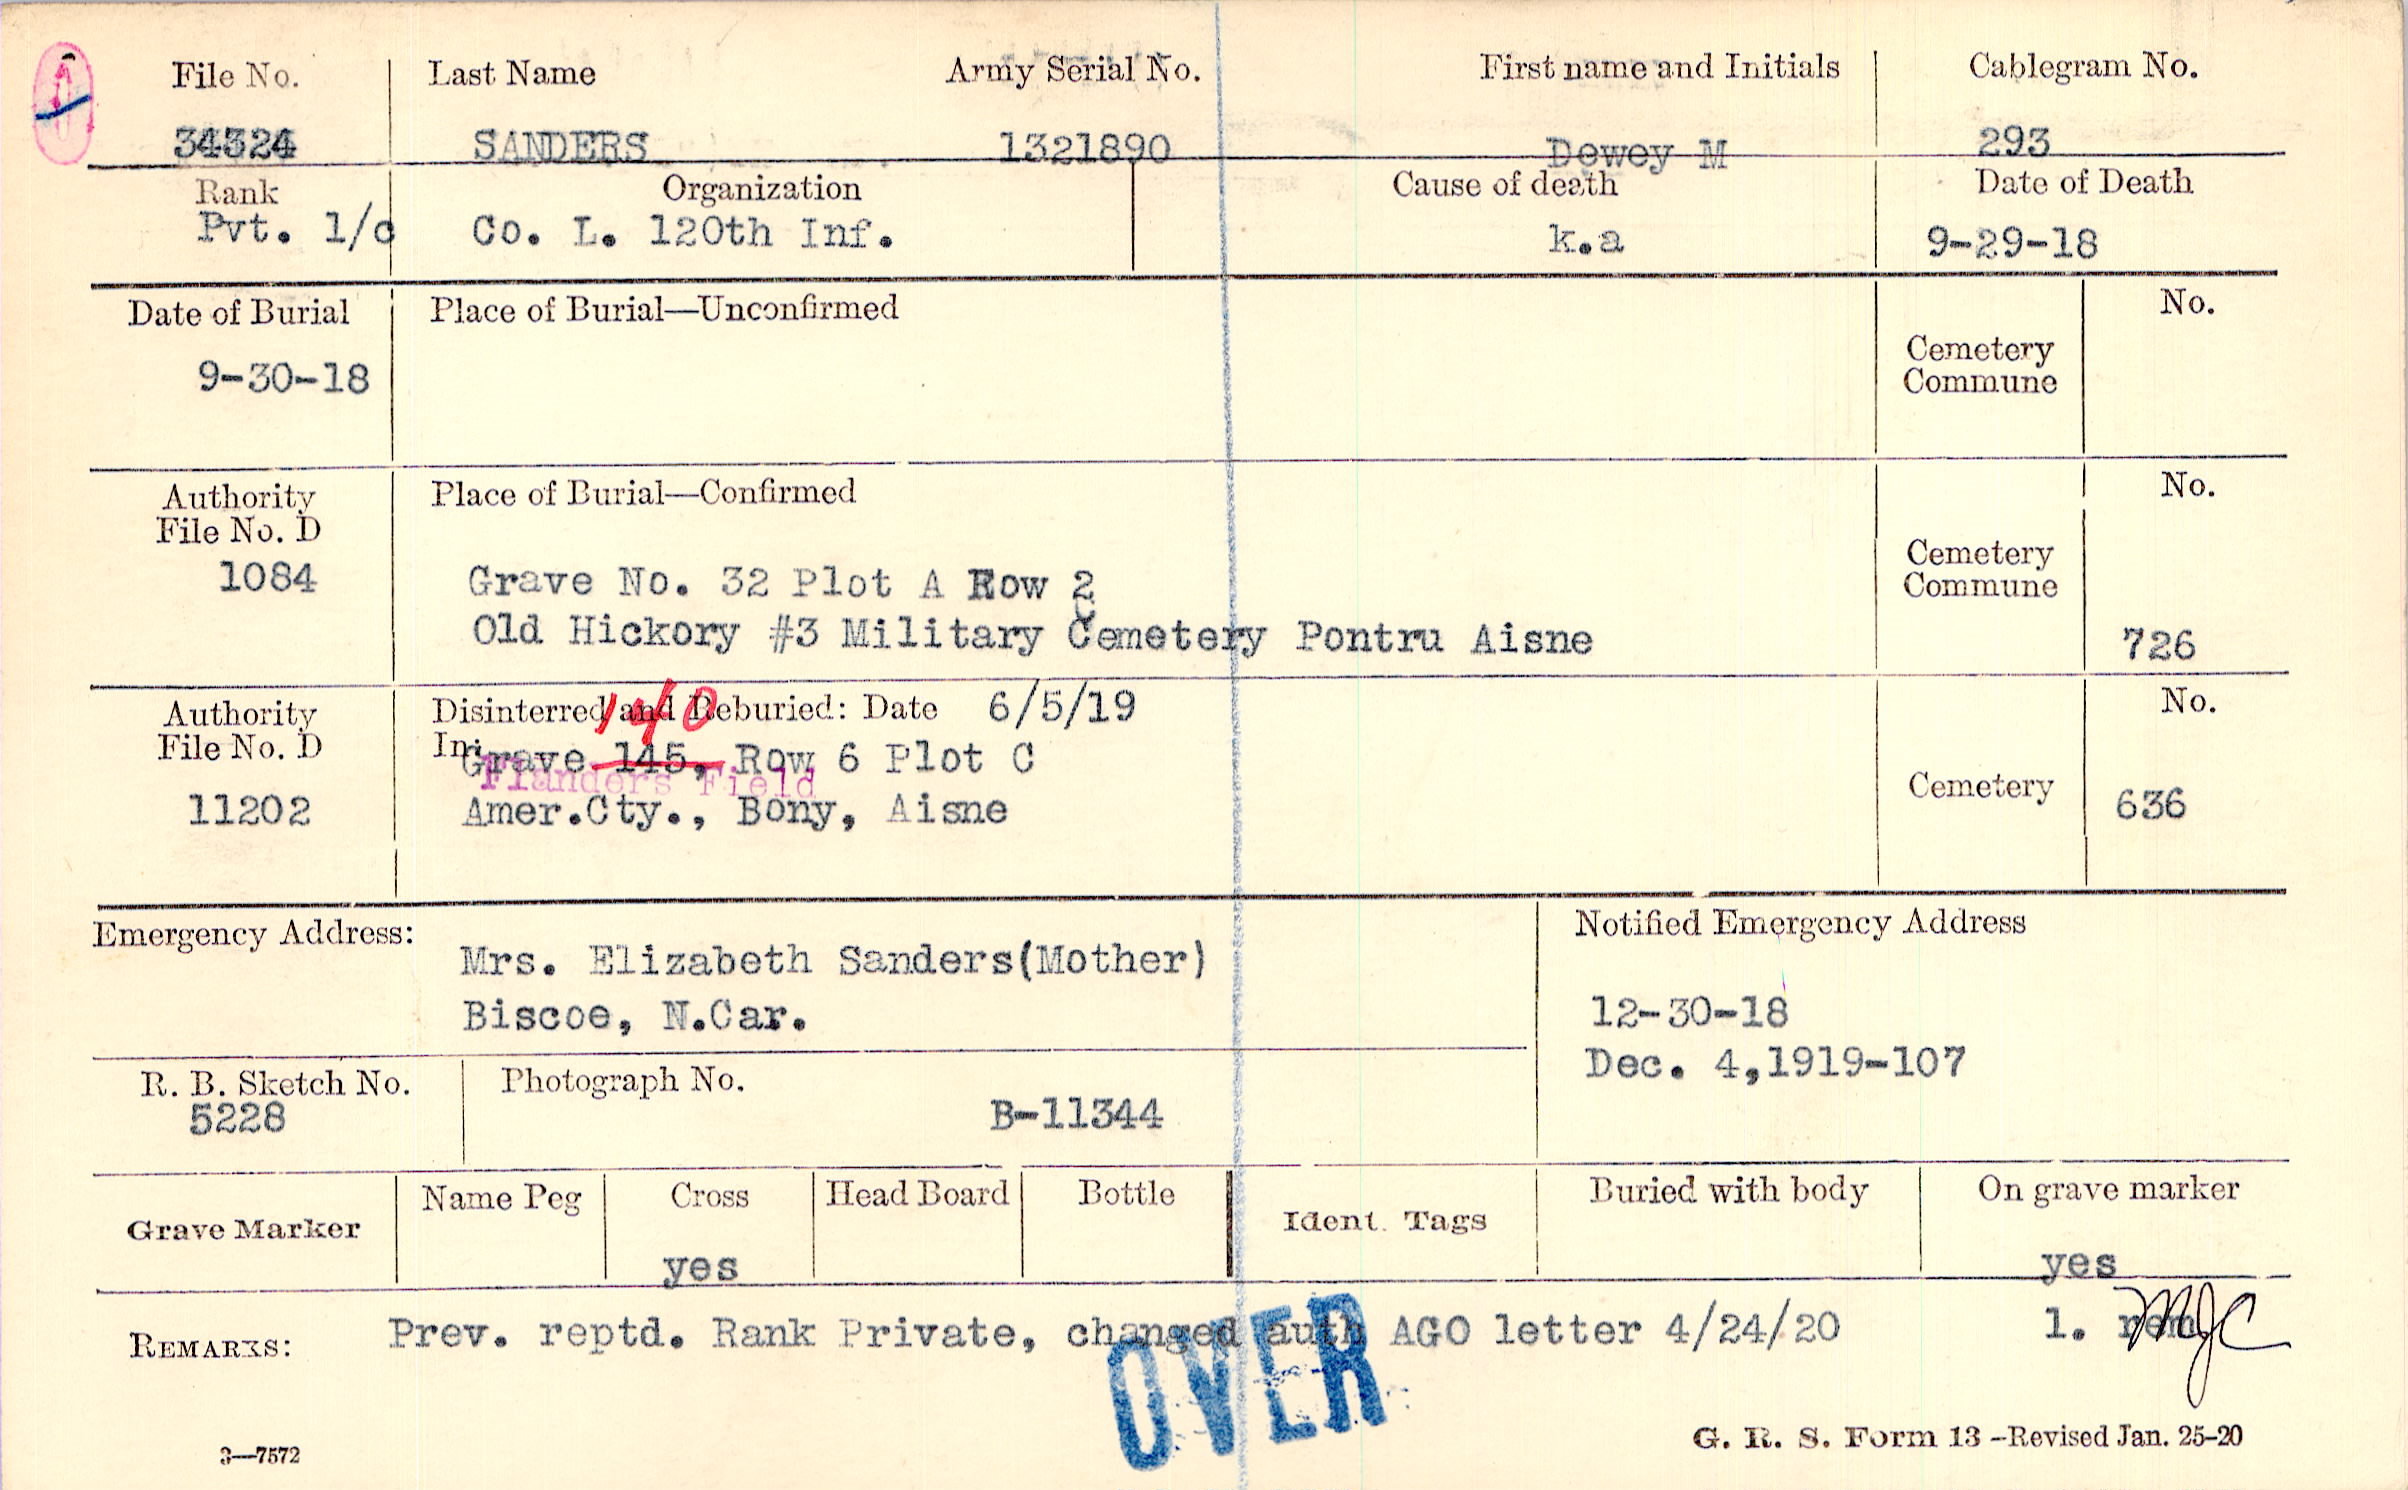 File No. Last Name Army Serial No. First name and Initials Cablegram No.
34324 SANDERS 1321890 Dewey M 293
Rank Organization Cause of death Date of Death
Pvt. 1/c Co. L. 120th Inf. k.a 9-29-18
Date of Burial Place of Burial—Unconfirmed No.
9-30-18 Cemetery
Commune
Authority Place of Burial—Confirmed No.
File No. D
1084 Grave No. 32 Plot A Row 2 Cemetery
Commune
Old Hickory #3 Military Cemetery Pontru Aisne 726
Authority Disinterred and Reburied: Date 6/5/19 No.
140
File No. D In: Grave 145, Row 6 Plot C
Flanders Field Cemetery
11202 Amer.Cty., Bony, Aisne 636
Emergency Address: Notified Emergency Address
Mrs. Elizabeth Sanders(Mother)
Biscoe, N.Car. 12-30-18
Dec. 4,1919-107
R. B. Sketch No. Photograph No.
5228 B-11344
Grave Marker Name Peg Cross Head Board Bottle Ident. Tags Buried with body On grave marker
yes yes
REMARKS: Prev. reptd. Rank Private, changed auth AGO letter 4/24/20 1. rem MJC
OVER
3—7572 G. R. S. Form 13 -Revised Jan. 25-20